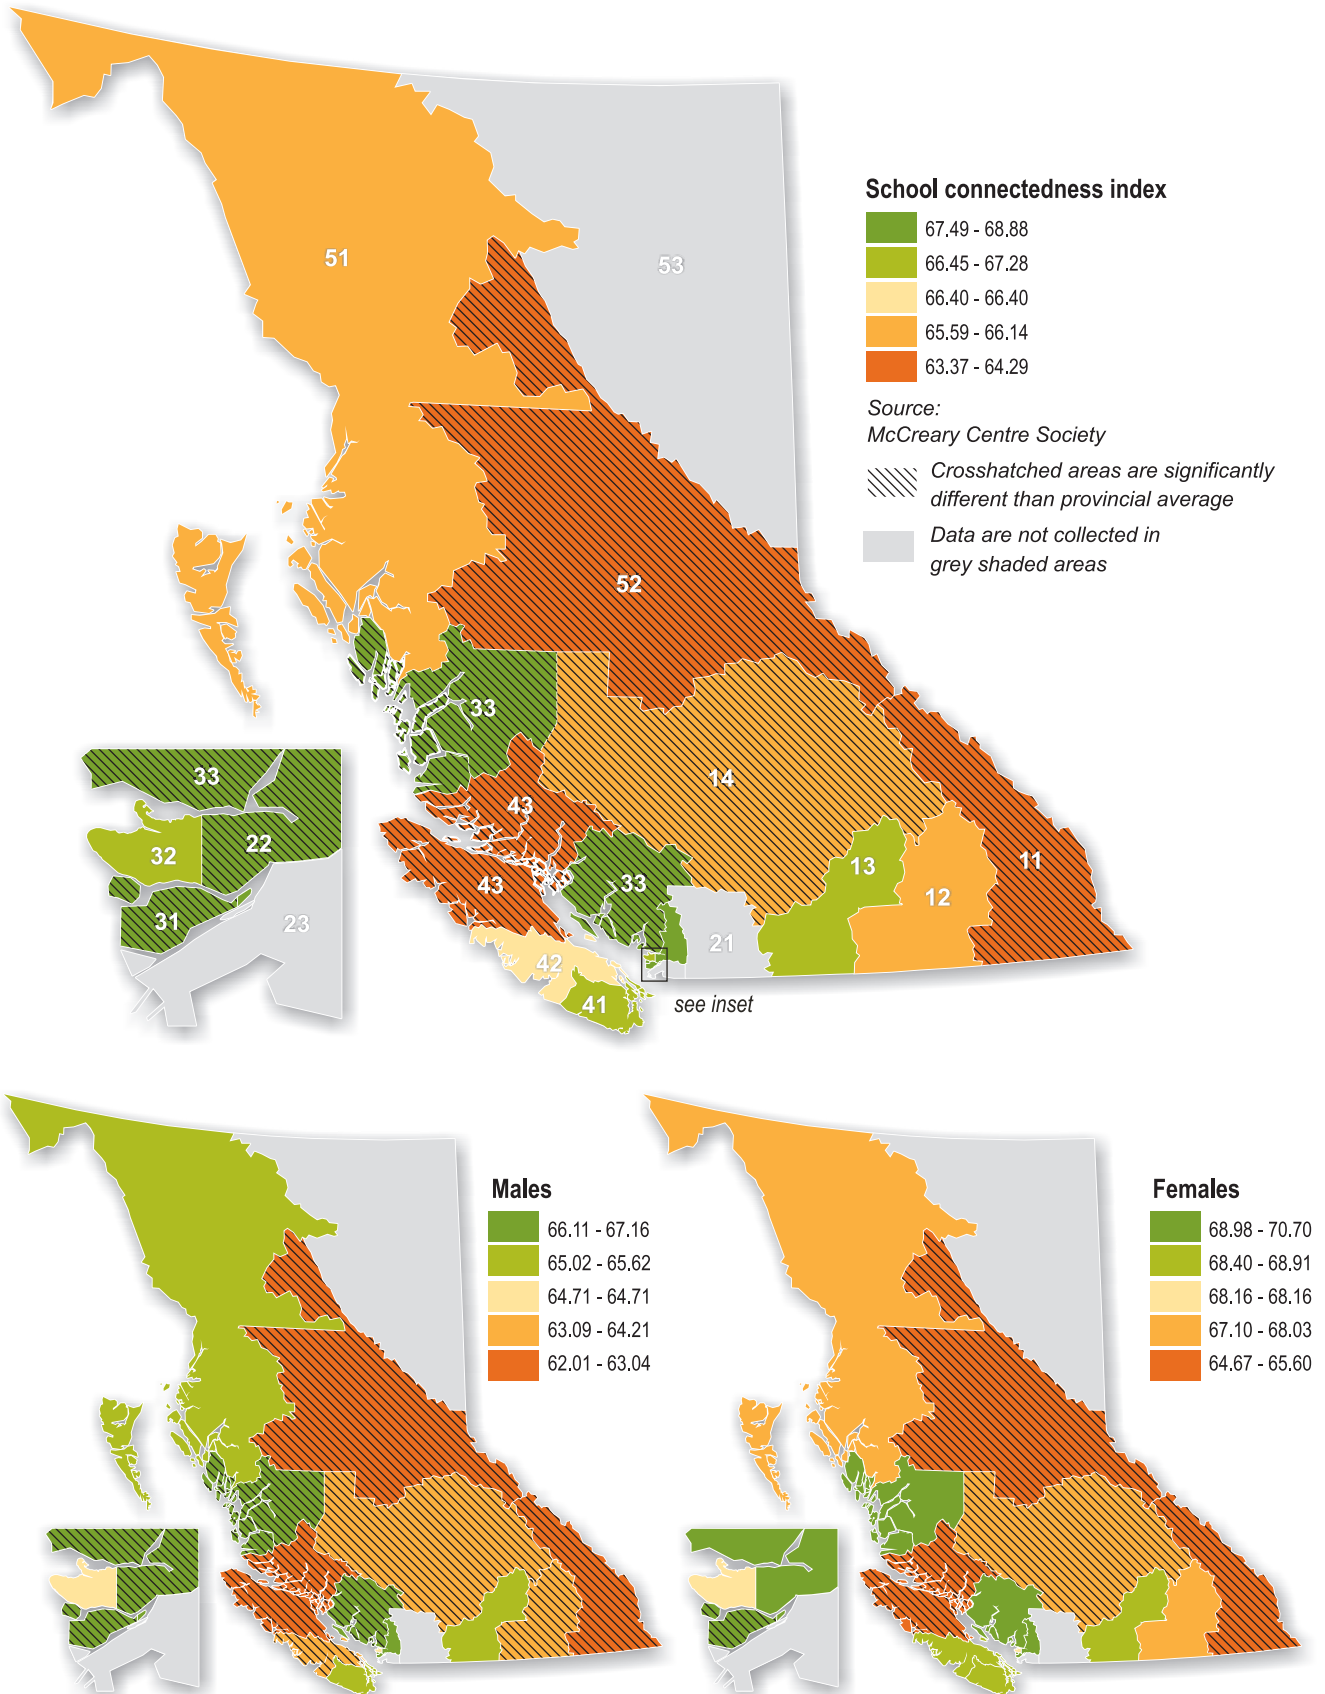 School connectedness index
67.49 - 68.88
66.45 - 67.28
66.40 - 66.40
65.59 - 66.14
63.37 - 64.29
Source:
McCreary Centre Society
Crosshatched areas are significantly
different than provincial average
Data are not collected in
grey shaded areas
51
53
52
33
14
43
43
33
13
12
11
21
42
41
see inset
33
32
22
31
23
Males
66.11 - 67.16
65.02 - 65.62
64.71 - 64.71
63.09 - 64.21
62.01 - 63.04
Females
68.98 - 70.70
68.40 - 68.91
68.16 - 68.16
67.10 - 68.03
64.67 - 65.60